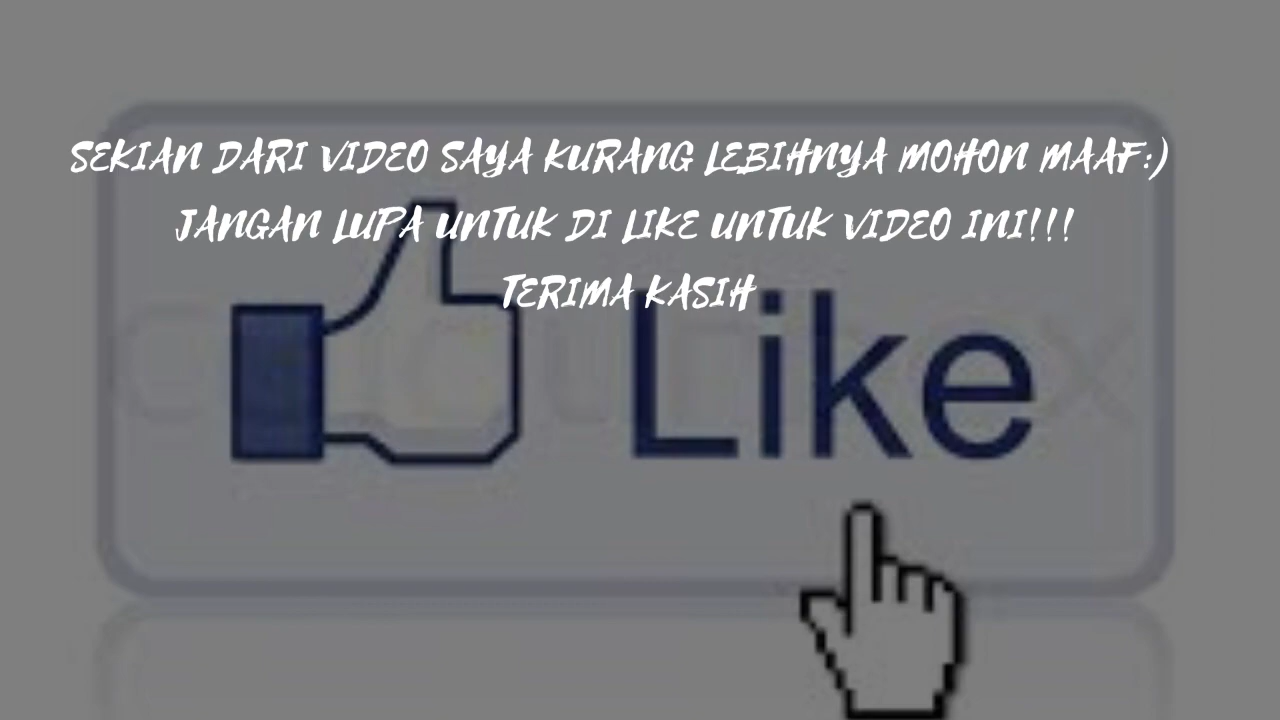 SEKIAN DARI VIDEO SAYA KURANG LEBIHNYA MOHON MAAF:)
JANGAN LUPA UNTUK DI LIKE UNTUK VIDEO INI!!!
TERIMA KASIH
Like